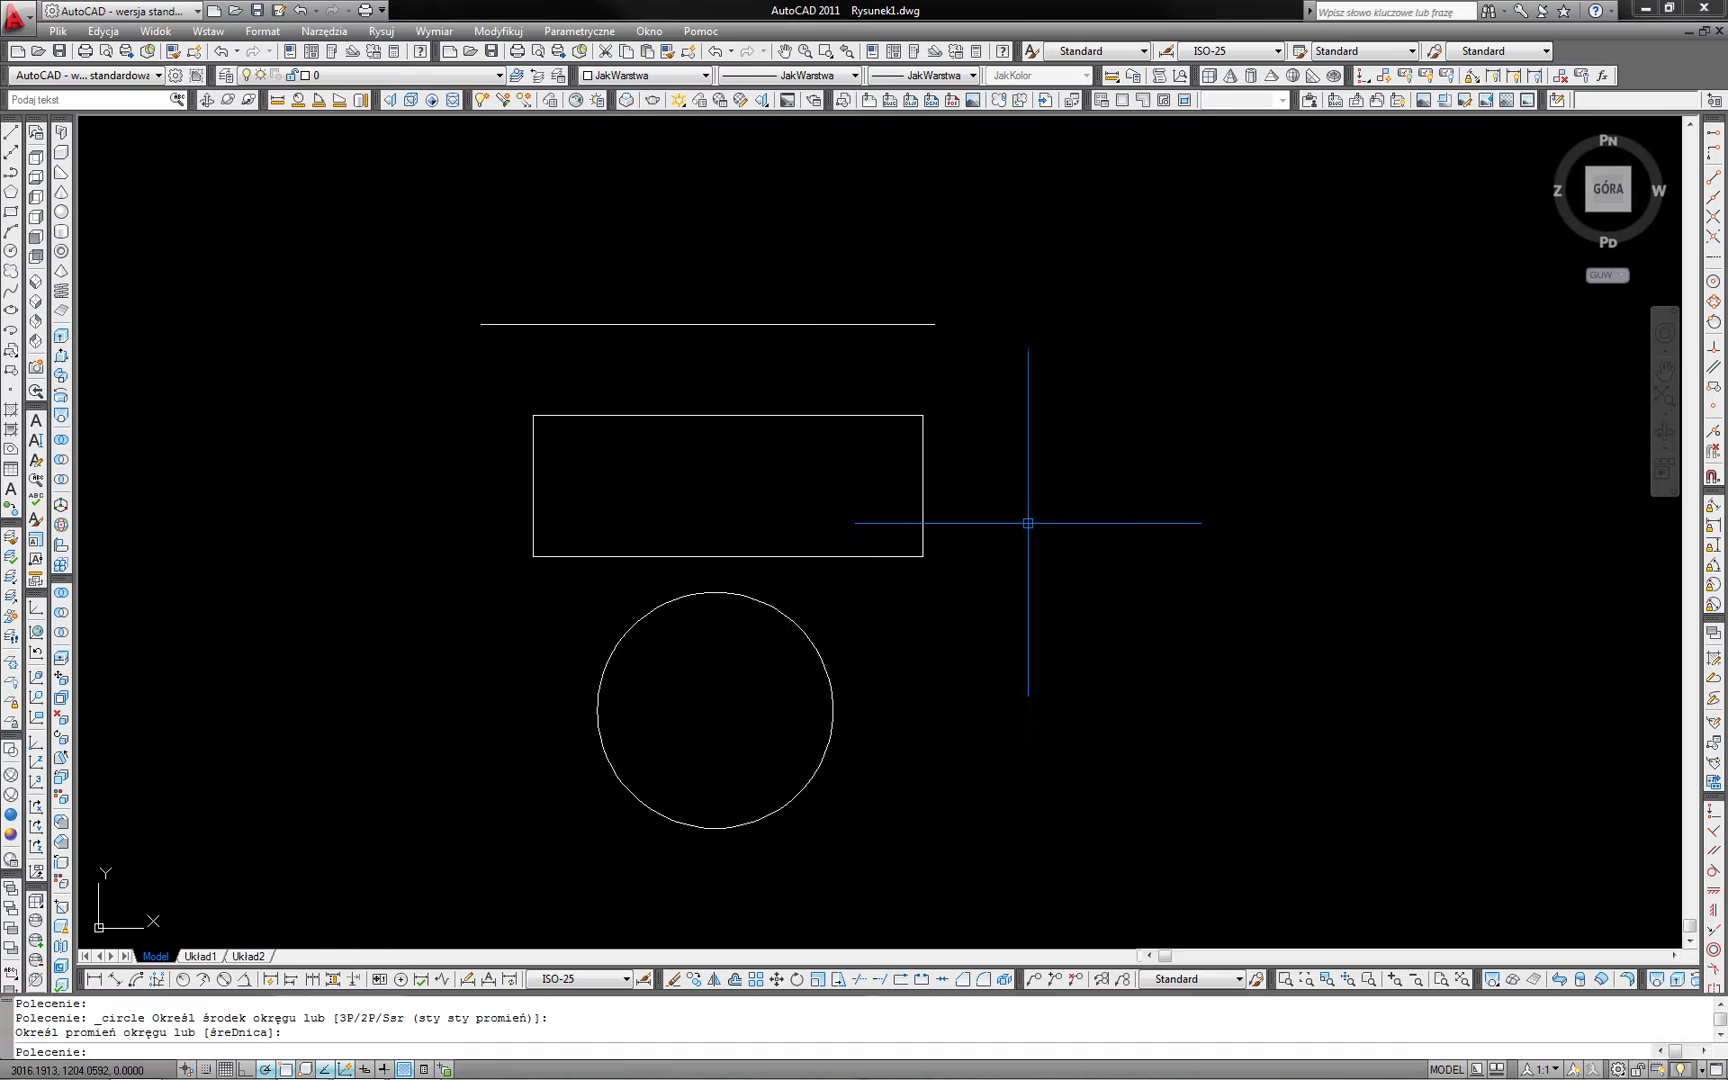 AutoCAD - wersja stand...
AutoCAD 2011 Rysunek1.dwg
Wpisz słowo kluczowe lub frazę
Plik Edycja Widok Wstaw Format Narzędzia Rysuj Wymiar Modyfikuj Parametryczne Okno Pomoc
Standard ISO-25 Standard Standard
AutoCAD - w... standardowa 0 JakWarstwa JakWarstwa JakWarstwa JakKolor
Podaj tekst
PN
Z GÓRA W
PD
GUW
Y
X
Model Układ1 Układ2
ISO-25 Standard
Polecenie:
Polecenie: _circle Określ środek okręgu lub [3P/2P/Ssr (sty sty promień)]:
Określ promień okręgu lub [śreDnica]:
Polecenie:
3016.1913, 1204.0592, 0.0000 MODEL 1:1